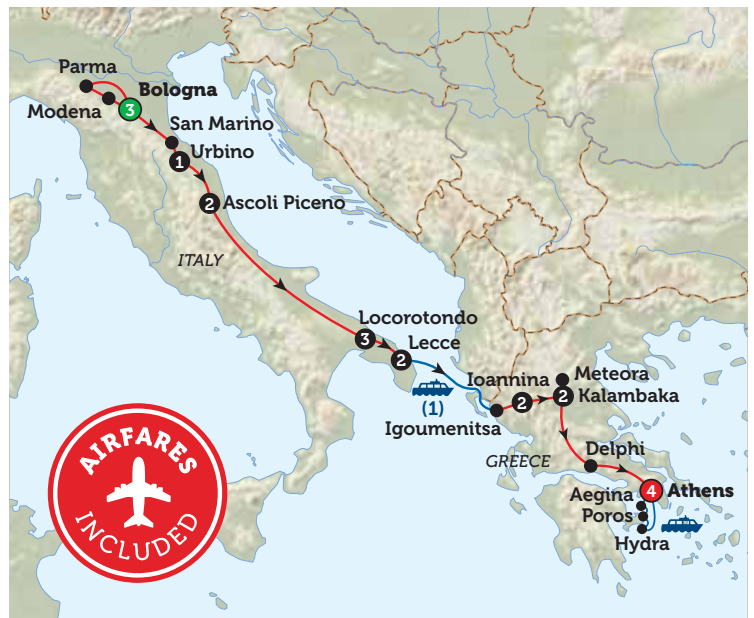 Parma
Bologna
3
Modena
San Marino
1
Urbino
2
Ascoli Piceno
ITALY
Locorotondo
3
Lecce
2
(1)
Ioannina
2
Igoumenitsa
Meteora
2
Kalambaka
GREECE
Delphi
4
Athens
Aegina
Poros
Hydra
AIRFARES
INCLUDED